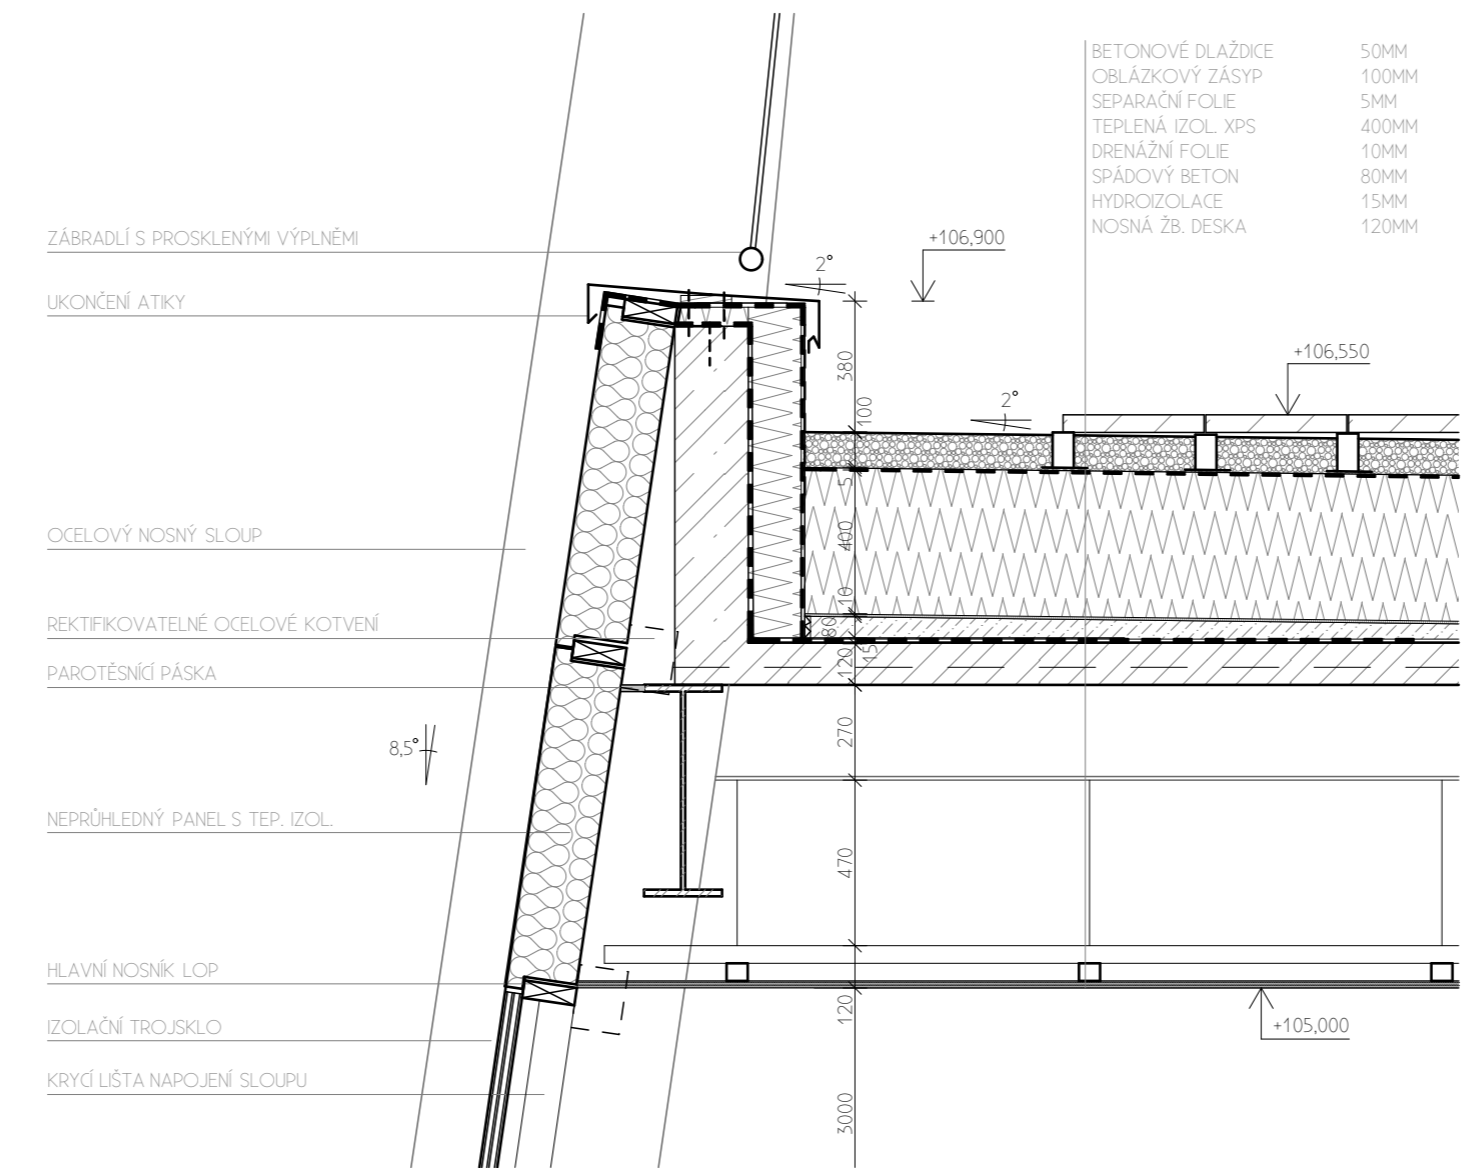 BETONOVÉ DLAŽDICE 50MM
OBLÁZKOVÝ ZÁSYP 100MM
SEPARAČNÍ FOLIE 5MM
TEPLENÁ IZOL. XPS 400MM
DRENÁŽNÍ FOLIE 10MM
SPÁDOVÝ BETON 80MM
HYDROIZOLACE 15MM
NOSNÁ ŽB. DESKA 120MM
ZÁBRADLÍ S PROSKLENÝMI VÝPLNĚMI
+106,900
2°
UKONČENÍ ATIKY
+106,550
380
2°
100
5
OCELOVÝ NOSNÝ SLOUP
400
10
REKTIFIKOVATELNÉ OCELOVÉ KOTVENÍ
80
15
120
PAROTĚSNÍCÍ PÁSKA
270
8,5°
NEPRŮHLEDNÝ PANEL S TEP. IZOL.
470
HLAVNÍ NOSNÍK LOP
120
IZOLAČNÍ TROJSKLO
+105,000
KRYCÍ LIŠTA NAPOJENÍ SLOUPU
3000